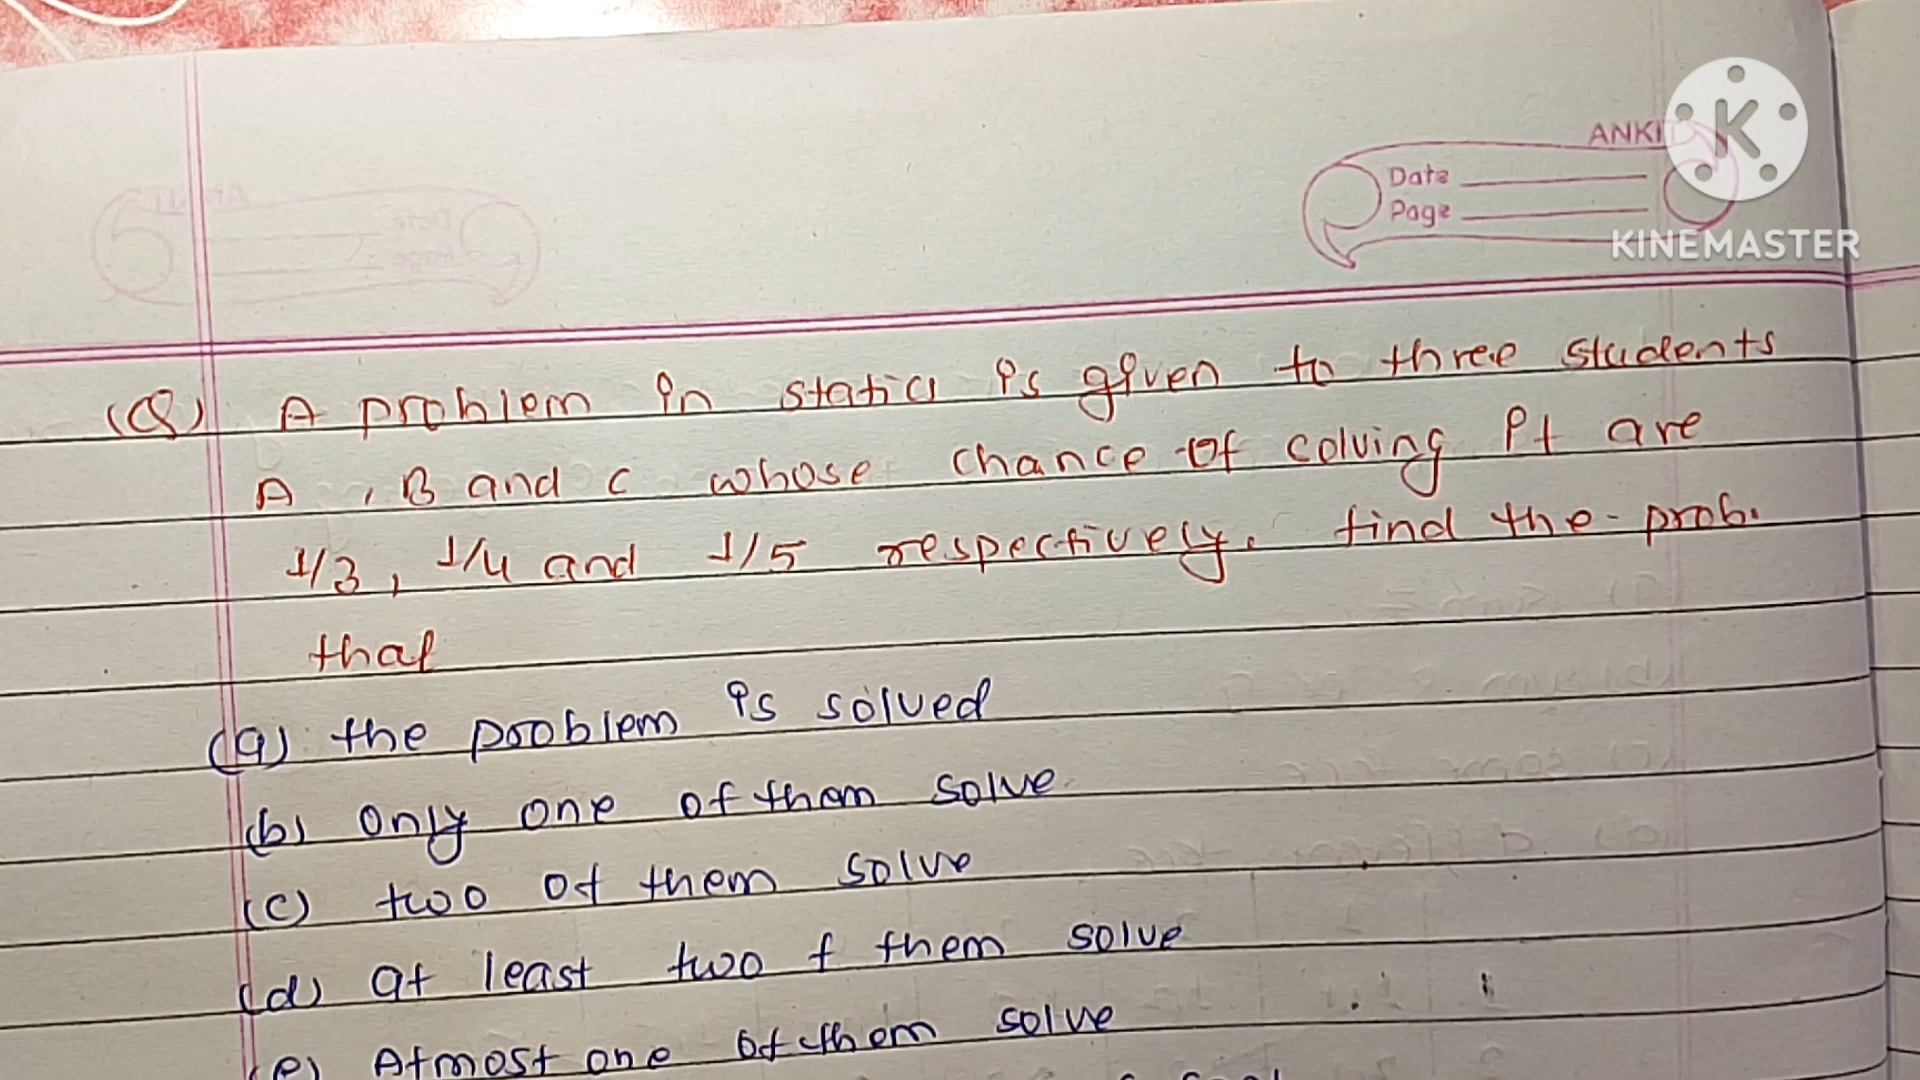 ANKI
Date
Page
KINEMASTER
(Q) A problem in statics is given to three students
A, B and C whose chance of solving it are
1/3, 1/4 and 1/5 respectively. find the prob.
that
(a) the problem is solved
(b) only one of them solve
(c) two of them solve
(d) at least two f them solve
(e) Atmost one of them solve